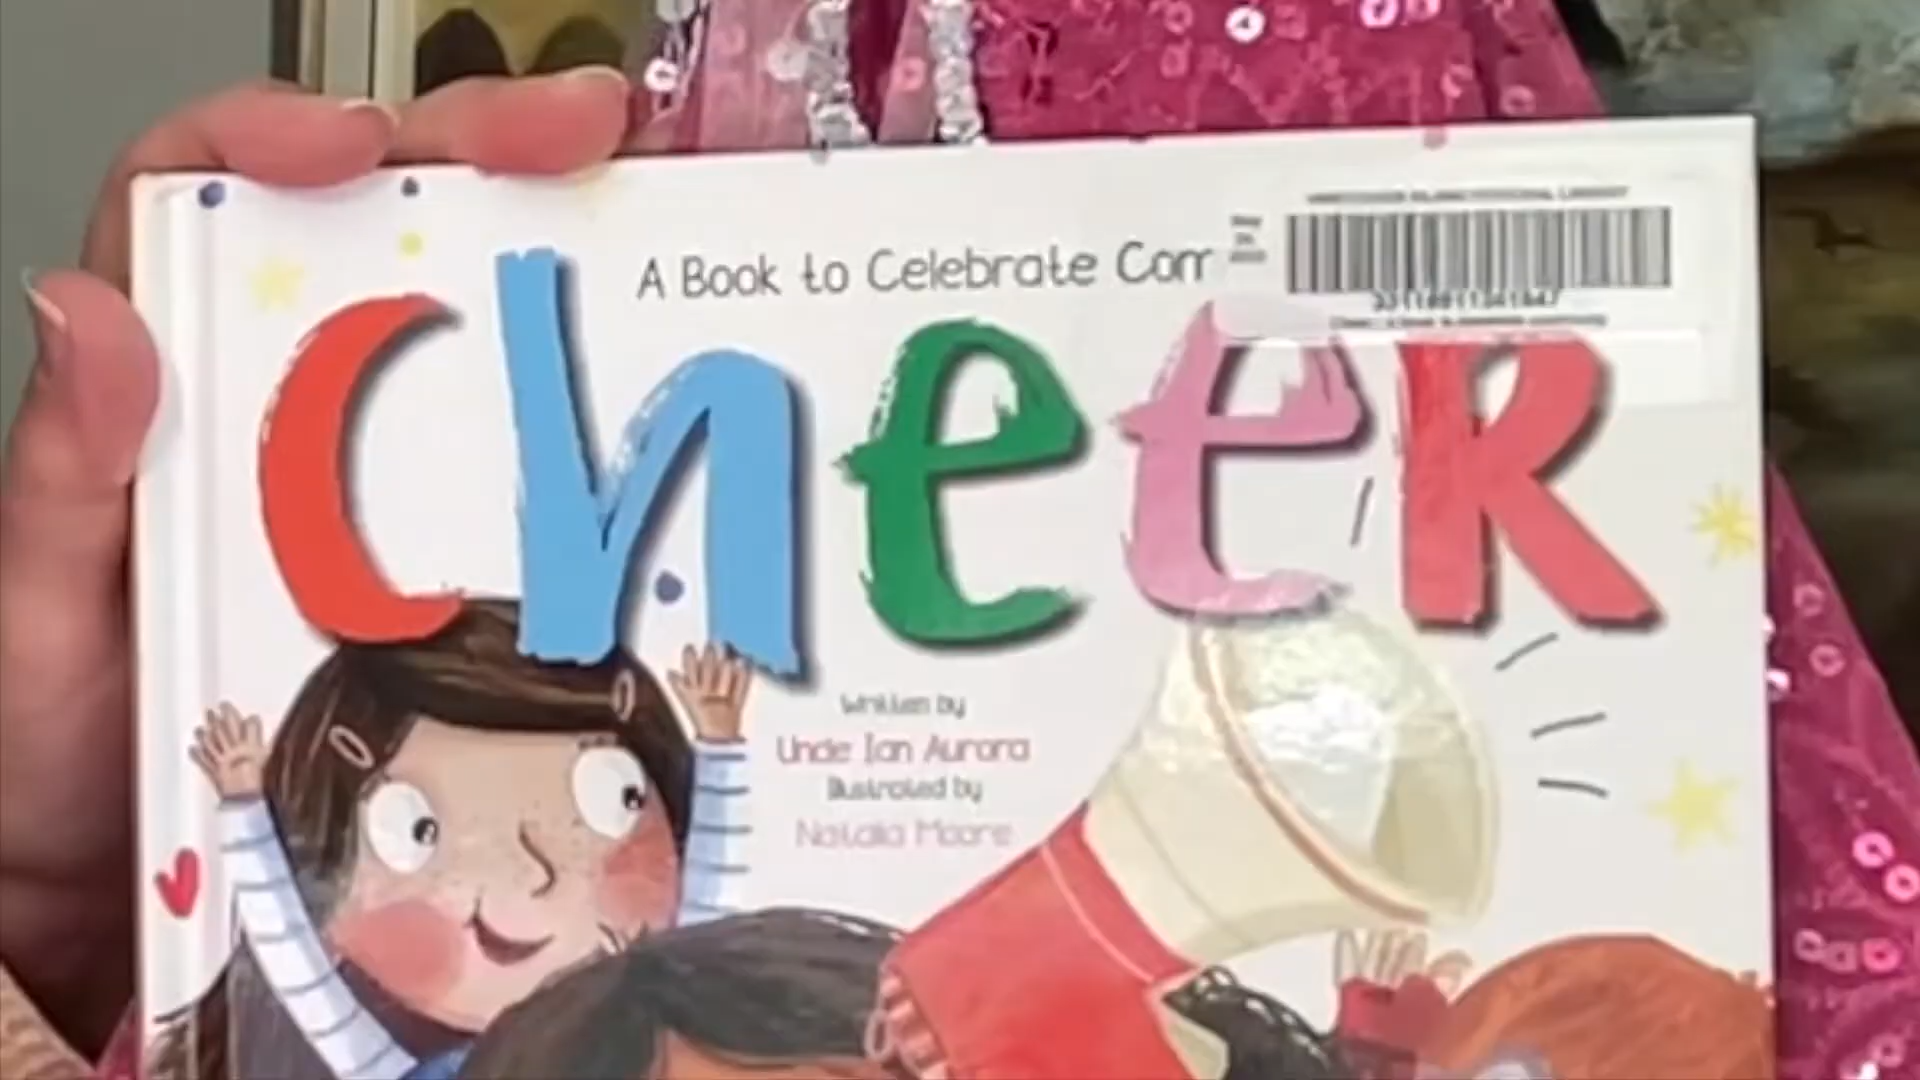 A Book to Celebrate Com
CHEER
Written by
Uncle Ian Aurora
Illustrated by
Natalia Moore